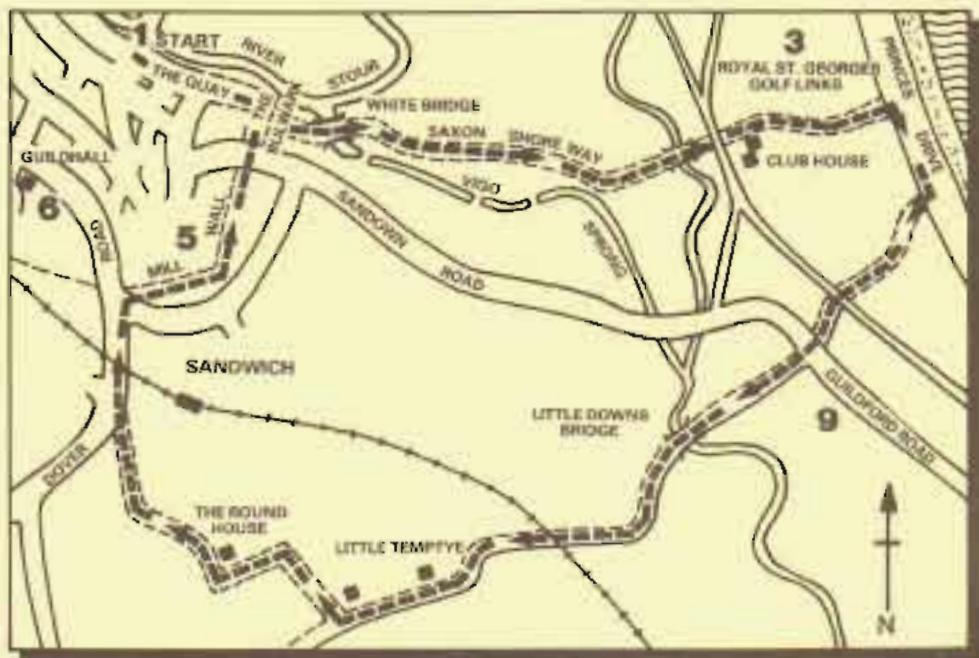 1 START
RIVER
STOUR
THE QUAY
THE
BULWARK
WHITE BRIDGE
SAXON SHORE WAY
3
ROYAL ST. GEORGES
GOLF LINKS
PRINCES
DRIVE
CLUB HOUSE
GUILDHALL
6
ROAD
5
MILL
WALL
VIGO
SPRONG
SANDOWN
ROAD
SANDWICH
LITTLE DOWNS
BRIDGE
9
GUILDFORD ROAD
DOVER
THE ROUND
HOUSE
LITTLE TEMPTYE
N